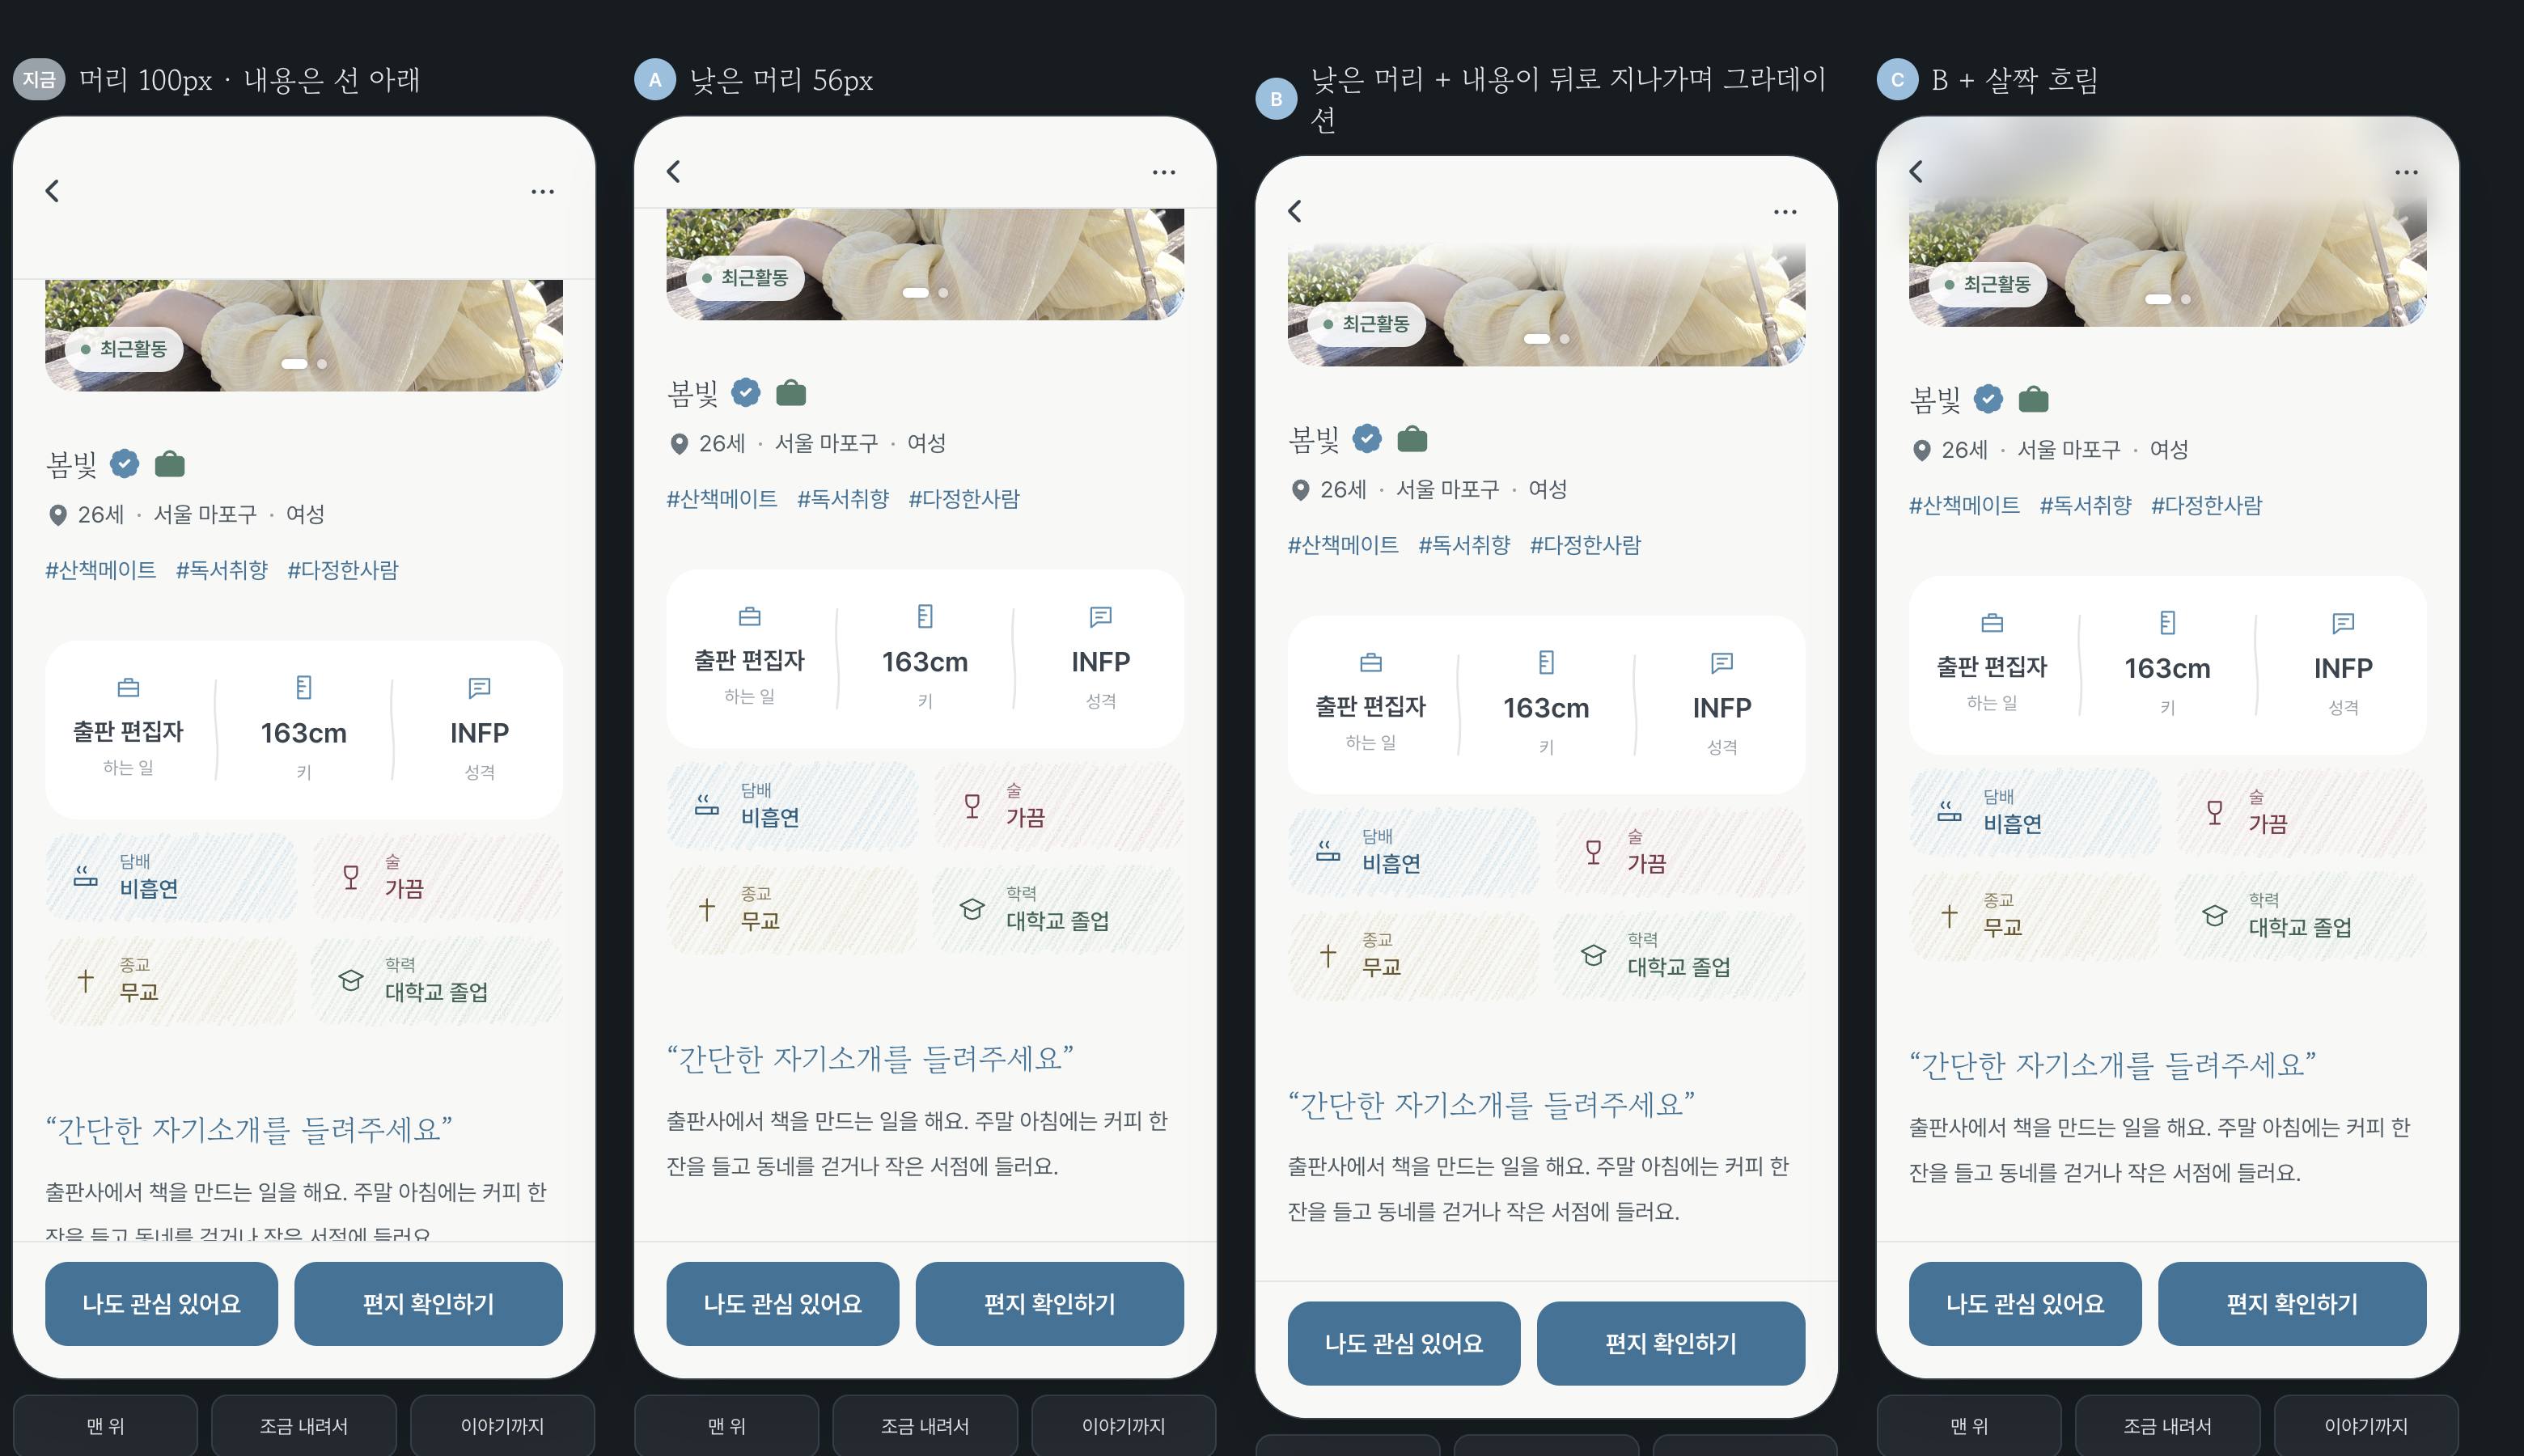 지금 머리 100px · 내용은 선 아래
최근활동
봄빛
26세 · 서울 마포구 · 여성
#산책메이트 #독서취향 #다정한사람
출판 편집자 163cm INFP
하는 일 키 성격
담배 술
비흡연 가끔
종교 학력
무교 대학교 졸업
“간단한 자기소개를 들려주세요”
출판사에서 책을 만드는 일을 해요. 주말 아침에는 커피 한
잔을 들고 동네를 걷거나 작은 서점에 들러요.
나도 관심 있어요 편지 확인하기
맨 위 조금 내려서 이야기까지
A 낮은 머리 56px
최근활동
봄빛
26세 · 서울 마포구 · 여성
#산책메이트 #독서취향 #다정한사람
출판 편집자 163cm INFP
하는 일 키 성격
담배 술
비흡연 가끔
종교 학력
무교 대학교 졸업
“간단한 자기소개를 들려주세요”
출판사에서 책을 만드는 일을 해요. 주말 아침에는 커피 한
잔을 들고 동네를 걷거나 작은 서점에 들러요.
나도 관심 있어요 편지 확인하기
맨 위 조금 내려서 이야기까지
B 낮은 머리 + 내용이 뒤로 지나가며 그라데이
션
최근활동
봄빛
26세 · 서울 마포구 · 여성
#산책메이트 #독서취향 #다정한사람
출판 편집자 163cm INFP
하는 일 키 성격
담배 술
비흡연 가끔
종교 학력
무교 대학교 졸업
“간단한 자기소개를 들려주세요”
출판사에서 책을 만드는 일을 해요. 주말 아침에는 커피 한
잔을 들고 동네를 걷거나 작은 서점에 들러요.
나도 관심 있어요 편지 확인하기
C B + 살짝 흐림
최근활동
봄빛
26세 · 서울 마포구 · 여성
#산책메이트 #독서취향 #다정한사람
출판 편집자 163cm INFP
하는 일 키 성격
담배 술
비흡연 가끔
종교 학력
무교 대학교 졸업
“간단한 자기소개를 들려주세요”
출판사에서 책을 만드는 일을 해요. 주말 아침에는 커피 한
잔을 들고 동네를 걷거나 작은 서점에 들러요.
나도 관심 있어요 편지 확인하기
맨 위 조금 내려서 이야기까지